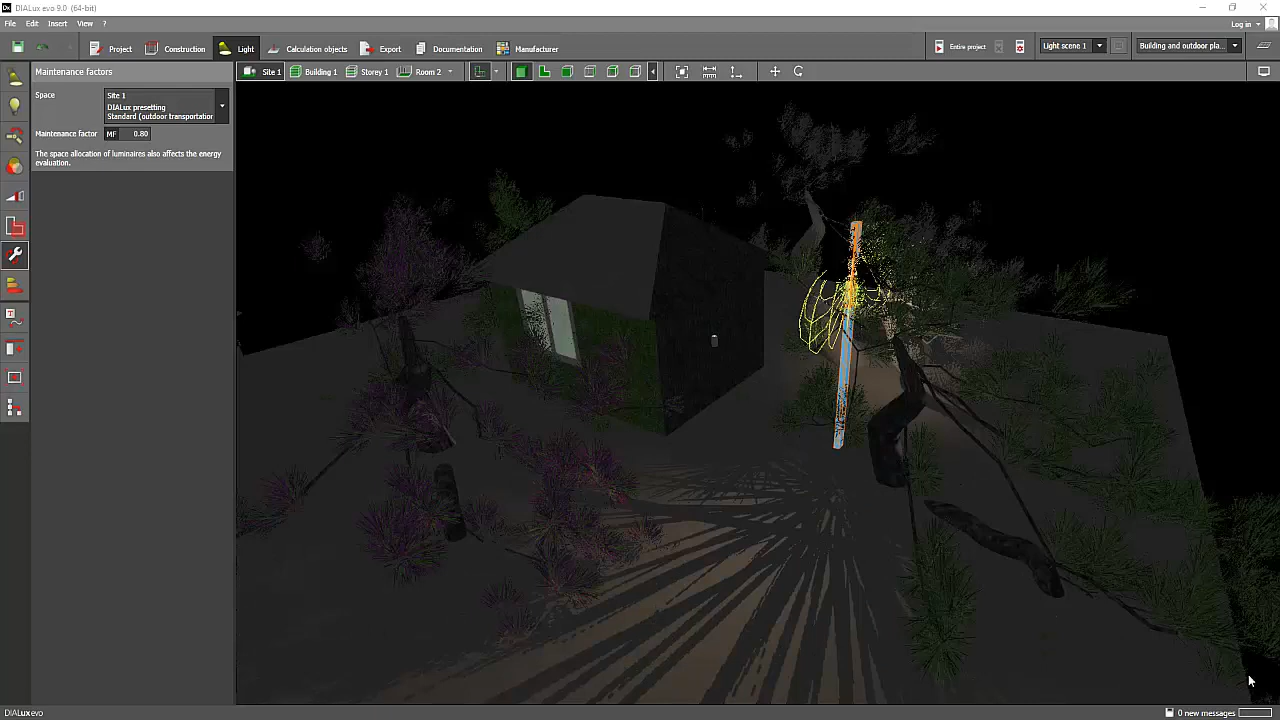 DIALux evo 9.0 (64-bit)
File Edit Insert View ?
Log in
Project Construction Light Calculation objects Export Documentation Manufacturer
Entire project
Light scene 1
Building and outdoor pla...
Maintenance factors
Site 1 Building 1 Storey 1 Room 2
Space
Site 1
DIALux presetting
Standard (outdoor transportation
Maintenance factor MF 0.80
The space allocation of luminaires also affects the energy
evaluation.
DIALux evo
0 new messages